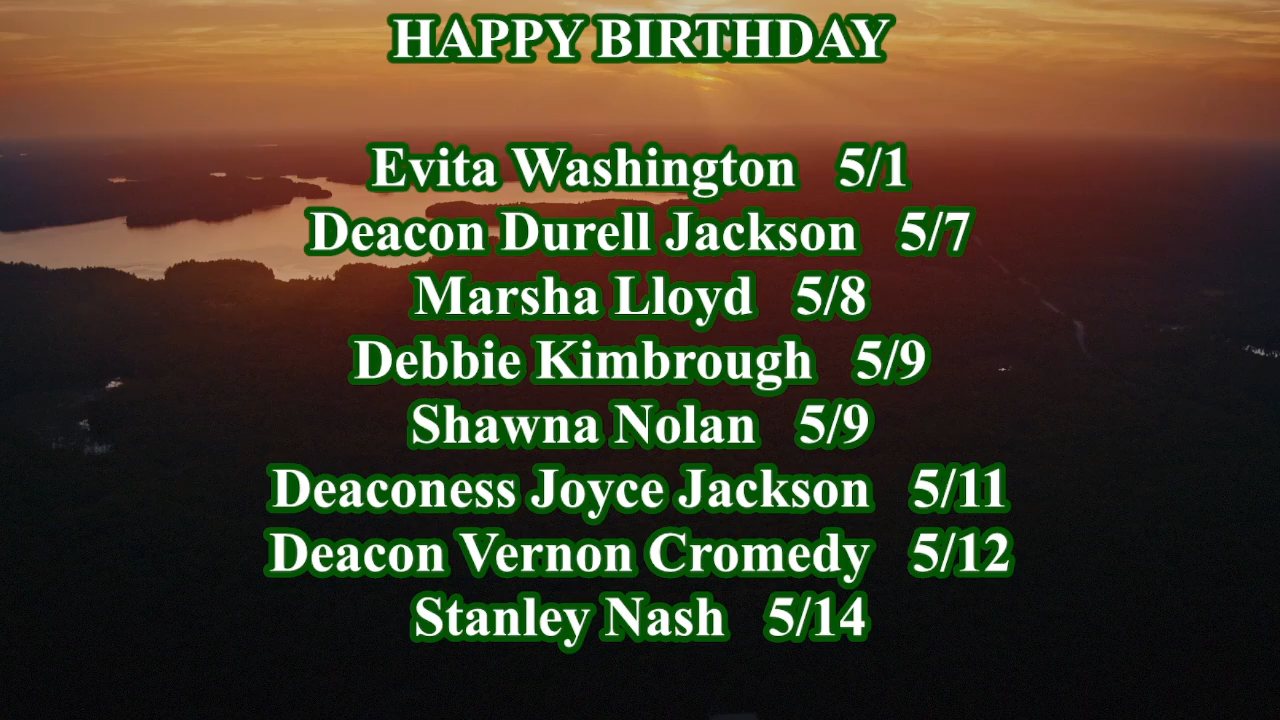 HAPPY BIRTHDAY
Evita Washington 5/1
Deacon Durell Jackson 5/7
Marsha Lloyd 5/8
Debbie Kimbrough 5/9
Shawna Nolan 5/9
Deaconess Joyce Jackson 5/11
Deacon Vernon Cromedy 5/12
Stanley Nash 5/14